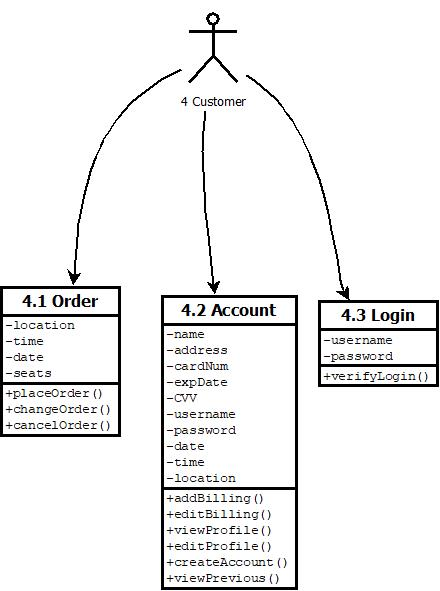 4 Customer
4.1 Order
-location
-time
-date
-seats
+placeOrder()
+changeOrder()
+cancelOrder()
4.2 Account
-name
-address
-cardNum
-expDate
-CVV
-username
-password
-date
-time
-location
+addBilling()
+editBilling()
+viewProfile()
+editProfile()
+createAccount()
+viewPrevious()
4.3 Login
-username
-password
+verifyLogin()